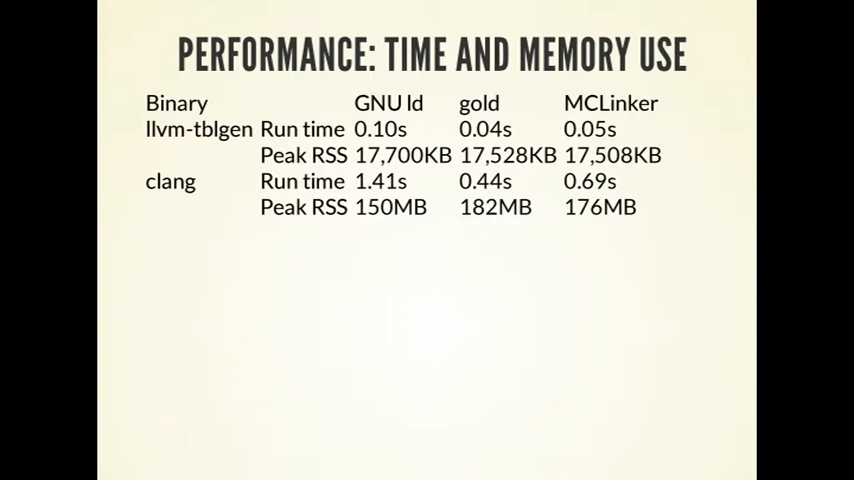 PERFORMANCE: TIME AND MEMORY USE
Binary GNU ld gold MCLinker
llvm-tblgen Run time 0.10s 0.04s 0.05s
Peak RSS 17,700KB 17,528KB 17,508KB
clang Run time 1.41s 0.44s 0.69s
Peak RSS 150MB 182MB 176MB